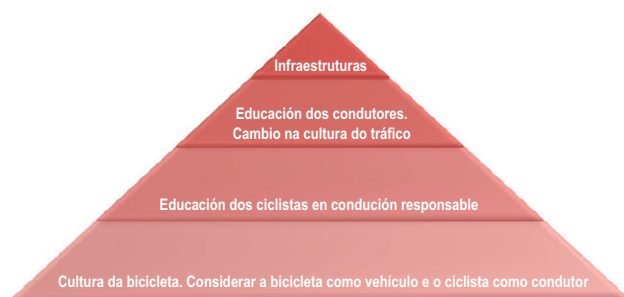 Infraestruturas
Educación dos condutores.
Cambio na cultura do tráfico
Educación dos ciclistas en condución responsable
Cultura da bicicleta. Considerar a bicicleta como vehículo e o ciclista como condutor